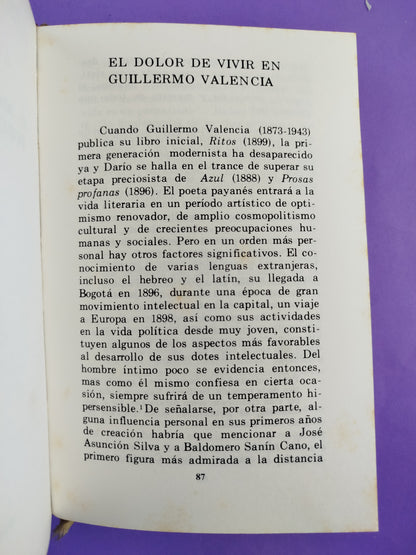 EL DOLOR DE VIVIR EN
GUILLERMO VALENCIA
Cuando Guillermo Valencia (1873-1943)
publica su libro inicial, Ritos (1899), la pri-
mera generación modernista ha desaparecido
ya y Darío se halla en el trance de superar su
etapa preciosista de Azul (1888) y Prosas
profanas (1896). El poeta payanés entrará a la
vida literaria en un período artístico de opti-
mismo renovador, de amplio cosmopolitismo
cultural y de crecientes preocupaciones hu-
manas y sociales. Pero en un orden más per-
sonal hay otros factores significativos. El co-
nocimiento de varias lenguas extranjeras,
incluso el hebreo y el latín, su llegada a
Bogotá en 1896, durante una época de gran
movimiento intelectual en la capital, un viaje
a Europa en 1898, así como sus actividades
en la vida política desde muy joven, consti-
tuyen algunos de los aspectos más favorables
al desarrollo de sus dotes intelectuales. Del
hombre íntimo poco se evidencia entonces,
mas como él mismo confiesa en cierta oca-
sión, siempre sufrirá de un temperamento hi-
persensible.¹ De señalarse, por otra parte, al-
guna influencia personal en sus primeros años
de creación habría que mencionar a José
Asunción Silva y a Baldomero Sanín Cano, el
primero figura más admirada a la distancia
87